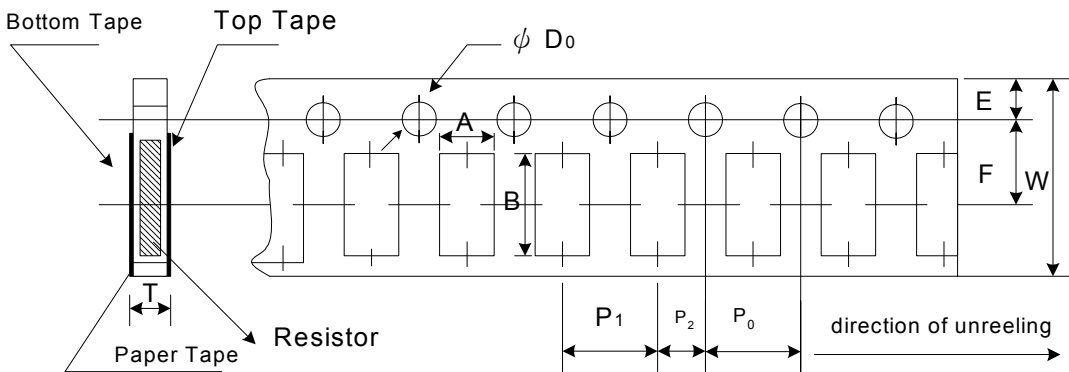 Bottom Tape
Top Tape
ϕ D0
E
A
F
W
B
T
P1
P2
P0
Resistor
direction of unreeling
Paper Tape